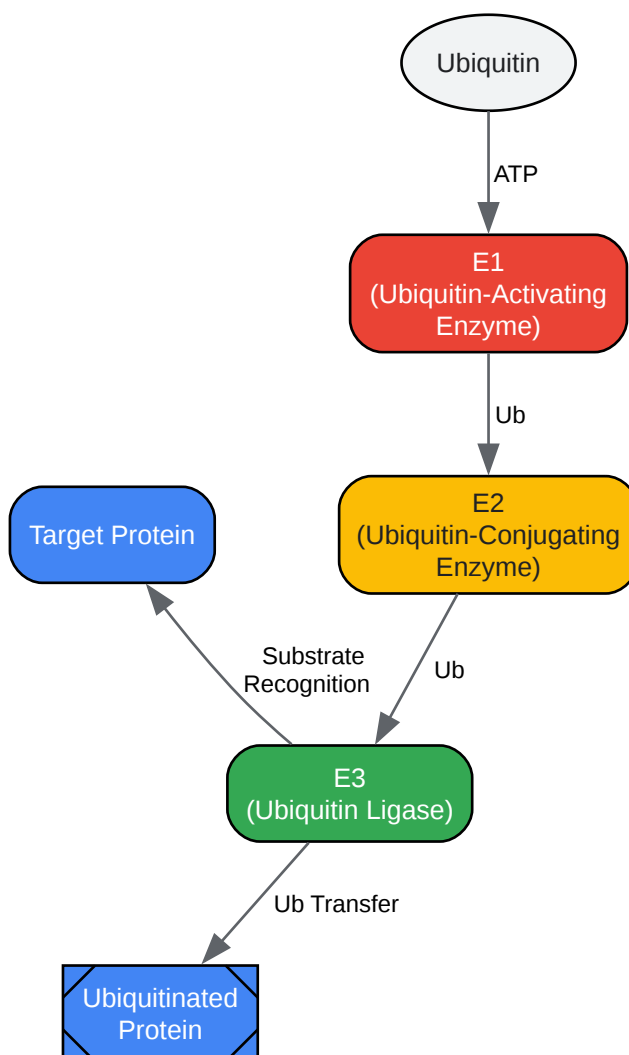 Ubiquitin
ATP
E1
(Ubiquitin-Activating
Enzyme)
Ub
E2
(Ubiquitin-Conjugating
Enzyme)
Target Protein
Substrate
Recognition
Ub
E3
(Ubiquitin Ligase)
Ub Transfer
Ubiquitinated
Protein